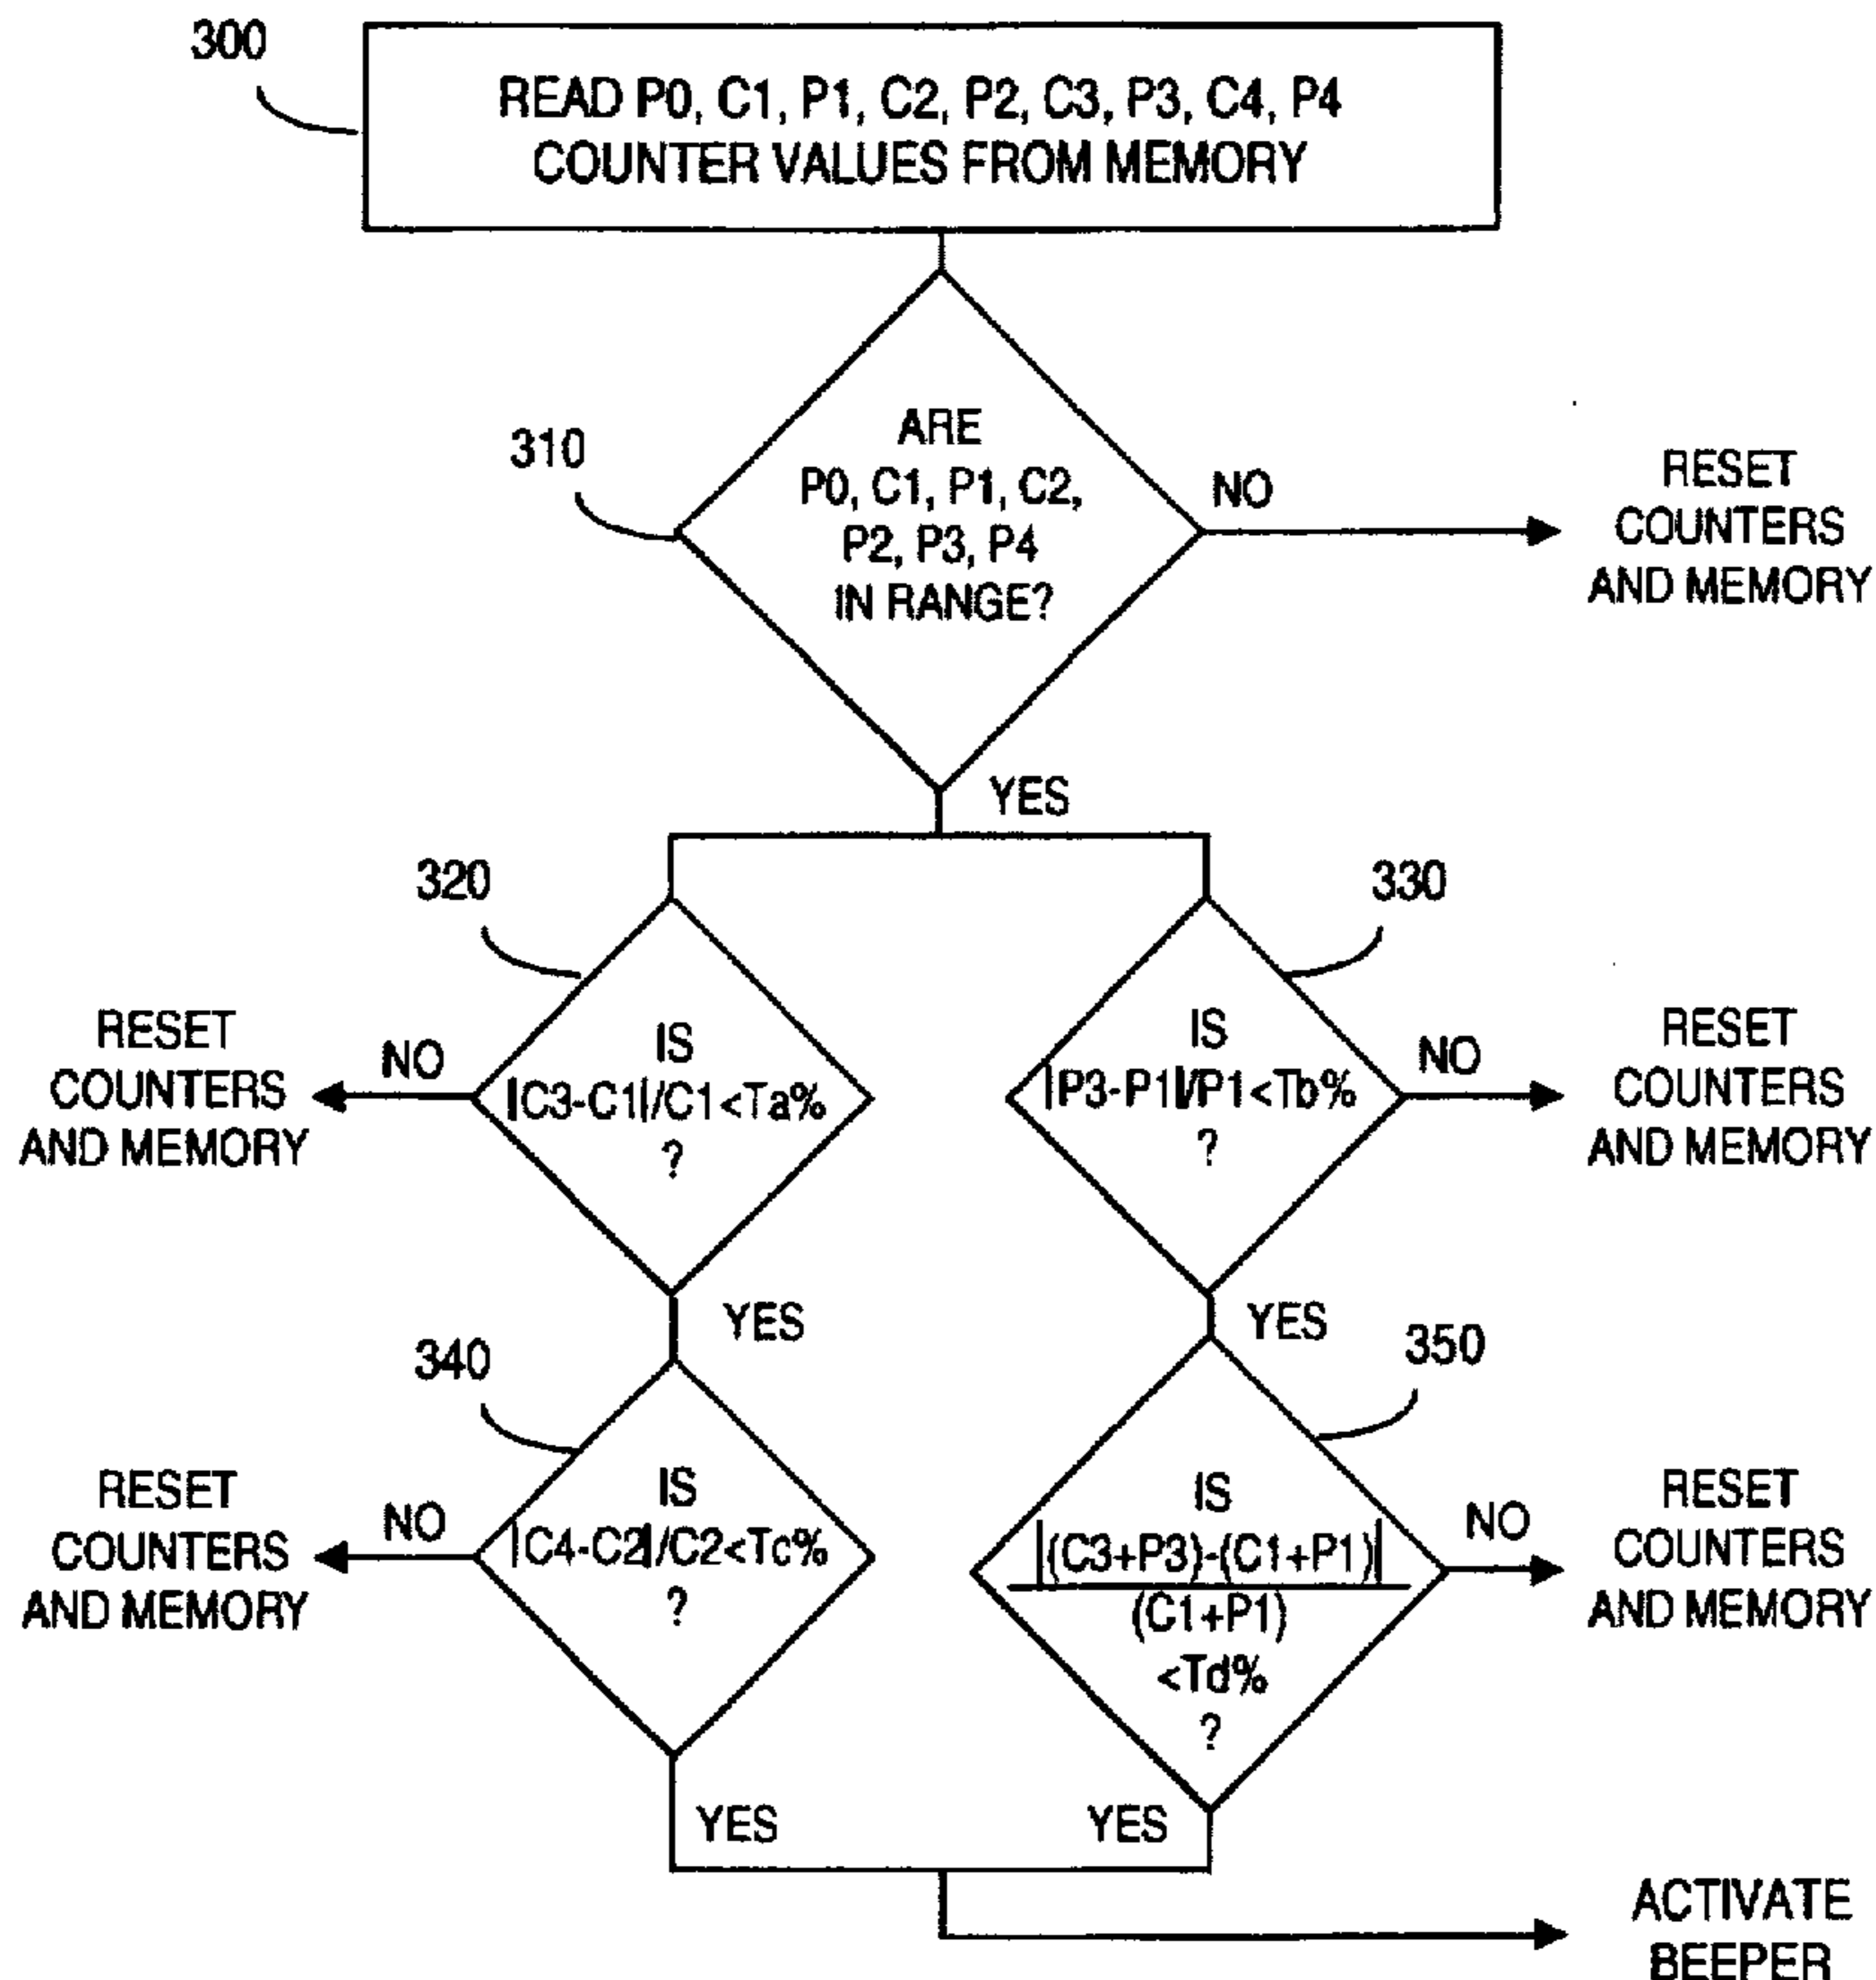 300
READ P0, C1, P1, C2, P2, C3, P3, C4, P4
COUNTER VALUES FROM MEMORY
310
ARE
P0, C1, P1, C2,
P2, P3, P4
IN RANGE?
NO
RESET
COUNTERS
AND MEMORY
YES
320
IS
|C3-C1|/C1<Ta%
?
NO
RESET
COUNTERS
AND MEMORY
YES
330
IS
|P3-P1|/P1<Tb%
?
NO
RESET
COUNTERS
AND MEMORY
YES
340
IS
|C4-C2|/C2<Tc%
?
NO
RESET
COUNTERS
AND MEMORY
YES
350
IS
|(C3+P3)-(C1+P1)|
(C1+P1)
<Td%
?
NO
RESET
COUNTERS
AND MEMORY
YES
ACTIVATE
BEEPER